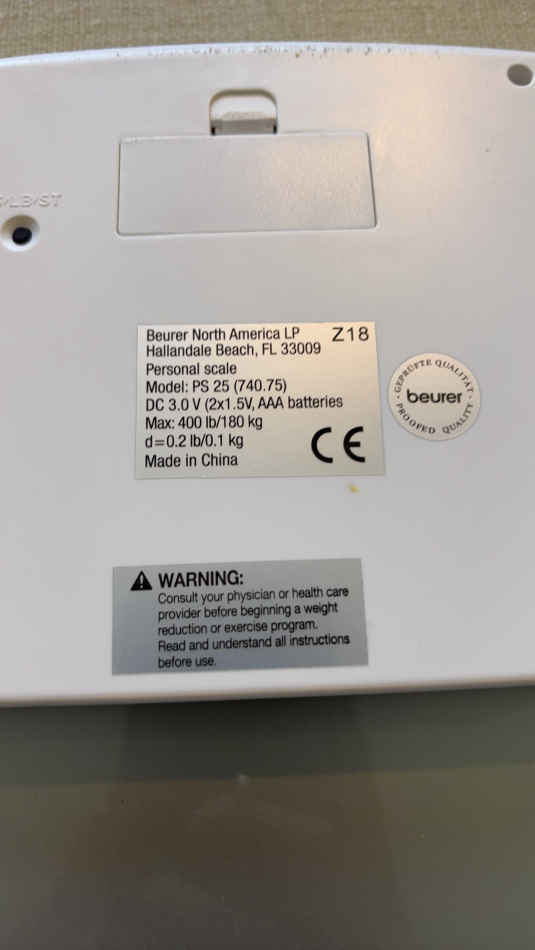 /LB/ST
Beurer North America LP Z18
Hallandale Beach, FL 33009
Personal scale
Model: PS 25 (740.75)
DC 3.0 V (2x1.5V, AAA batteries
Max: 400 lb/180 kg
d=0.2 lb/0.1 kg
Made in China
CE
GEPRÜFTE QUALITÄT
beurer
PROOFED QUALITY
WARNING:
Consult your physician or health care
provider before beginning a weight
reduction or exercise program.
Read and understand all instructions
before use.